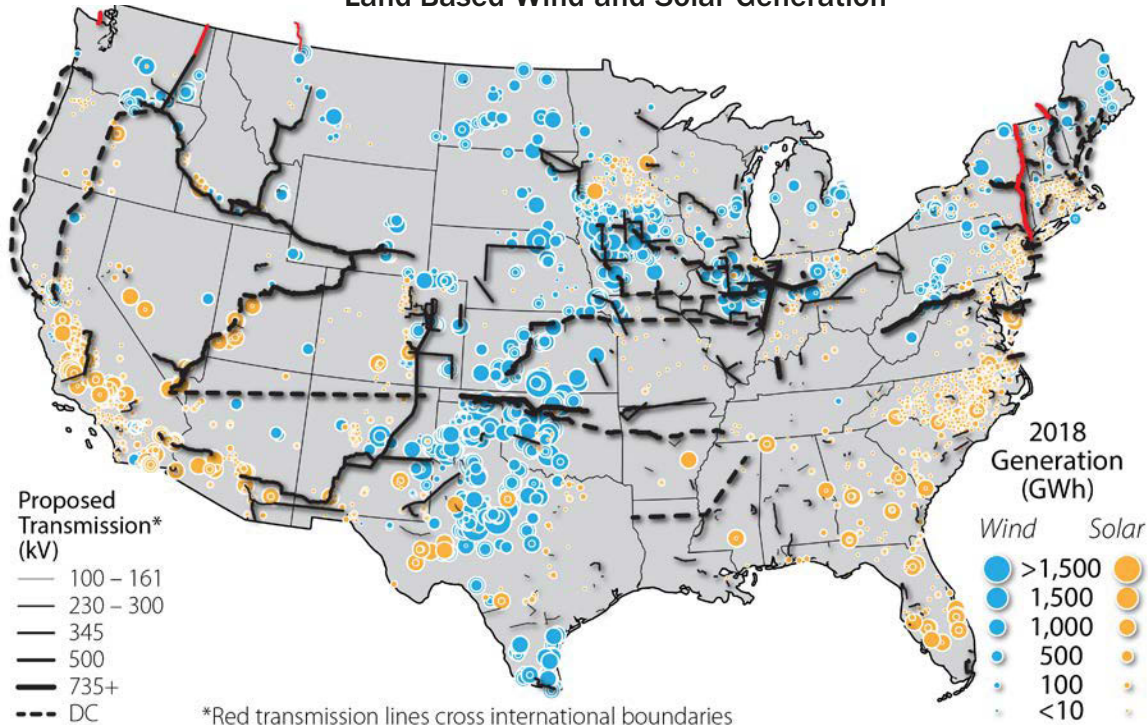 Land-Based Wind and Solar Generation
Proposed
Transmission*
(kV)
100 – 161
230 – 300
345
500
735+
DC
*Red transmission lines cross international boundaries
2018
Generation
(GWh)
Wind Solar
>1,500
1,500
1,000
500
100
<10